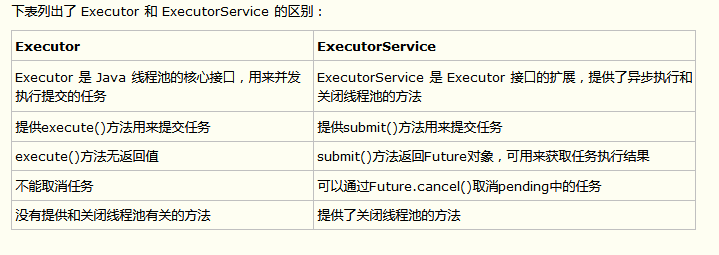 下表列出了 Executor 和 ExecutorService 的区别：
Executor
ExecutorService
Executor 是 Java 线程池的核心接口，用来并发
执行提交的任务
ExecutorService 是 Executor 接口的扩展，提供了异步执行和
关闭线程池的方法
提供execute()方法用来提交任务
提供submit()方法用来提交任务
execute()方法无返回值
submit()方法返回Future对象，可用来获取任务执行结果
不能取消任务
可以通过Future.cancel()取消pending中的任务
没有提供和关闭线程池有关的方法
提供了关闭线程池的方法